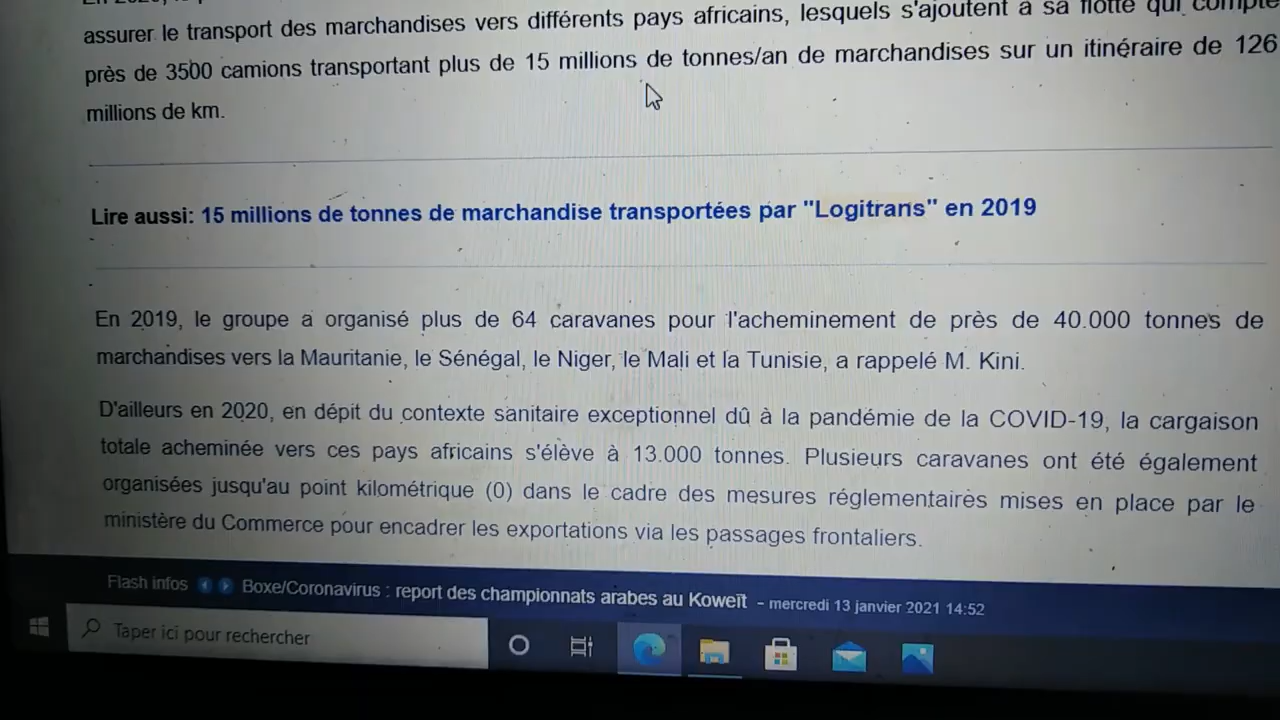 assurer le transport des marchandises vers différents pays africains, lesquels s'ajoutent à sa flotte qui compte
près de 3500 camions transportant plus de 15 millions de tonnes/an de marchandises sur un itinéraire de 126
millions de km.
Lire aussi: 15 millions de tonnes de marchandise transportées par "Logitrans" en 2019
En 2019, le groupe a organisé plus de 64 caravanes pour l'acheminement de près de 40.000 tonnes de
marchandises vers la Mauritanie, le Sénégal, le Niger, le Mali et la Tunisie, a rappelé M. Kini.
D'ailleurs en 2020, en dépit du contexte sanitaire exceptionnel dû à la pandémie de la COVID-19, la cargaison
totale acheminée vers ces pays africains s'élève à 13.000 tonnes. Plusieurs caravanes ont été également
organisées jusqu'au point kilométrique (0) dans le cadre des mesures réglementaires mises en place par le
ministère du Commerce pour encadrer les exportations via les passages frontaliers.
Flash infos Boxe/Coronavirus : report des championnats arabes au Koweït - mercredi 13 janvier 2021 14:52
Taper ici pour rechercher